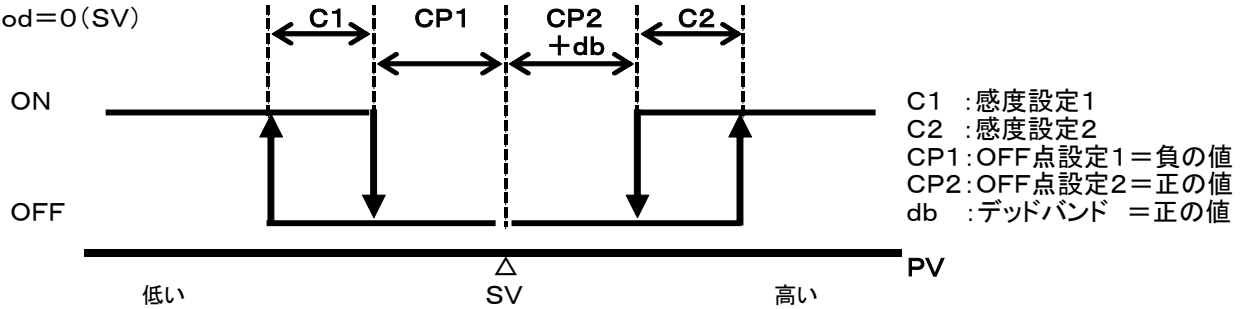 od=0(SV)
C1
CP1
CP2
+db
C2
ON
OFF
C1 :感度設定1
C2 :感度設定2
CP1:OFF点設定1=負の値
CP2:OFF点設定2=正の値
db :デッドバンド =正の値
PV
低い
SV
高い